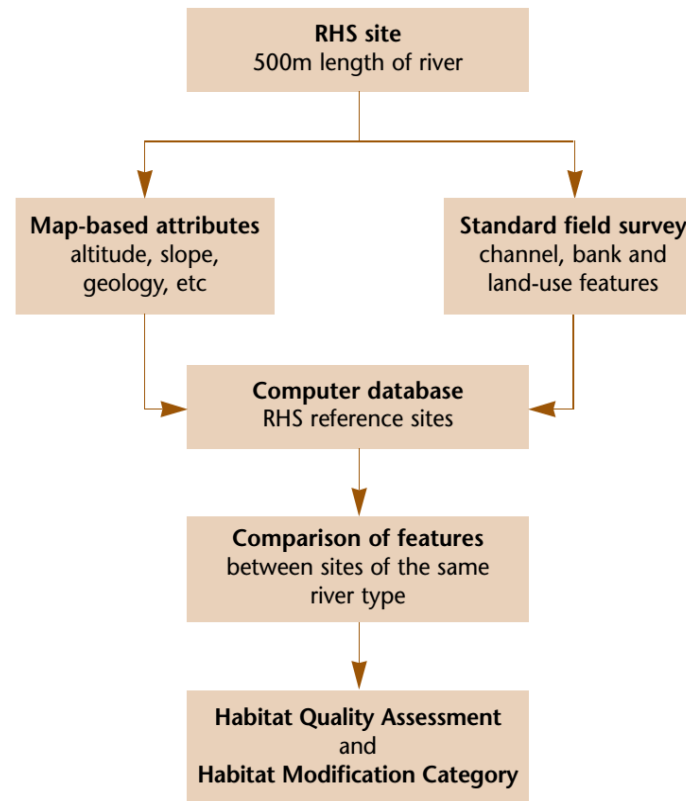 RHS site
500m length of river
Map-based attributes
altitude, slope,
geology, etc
Standard field survey
channel, bank and
land-use features
Computer database
RHS reference sites
Comparison of features
between sites of the same
river type
Habitat Quality Assessment
and
Habitat Modification Category